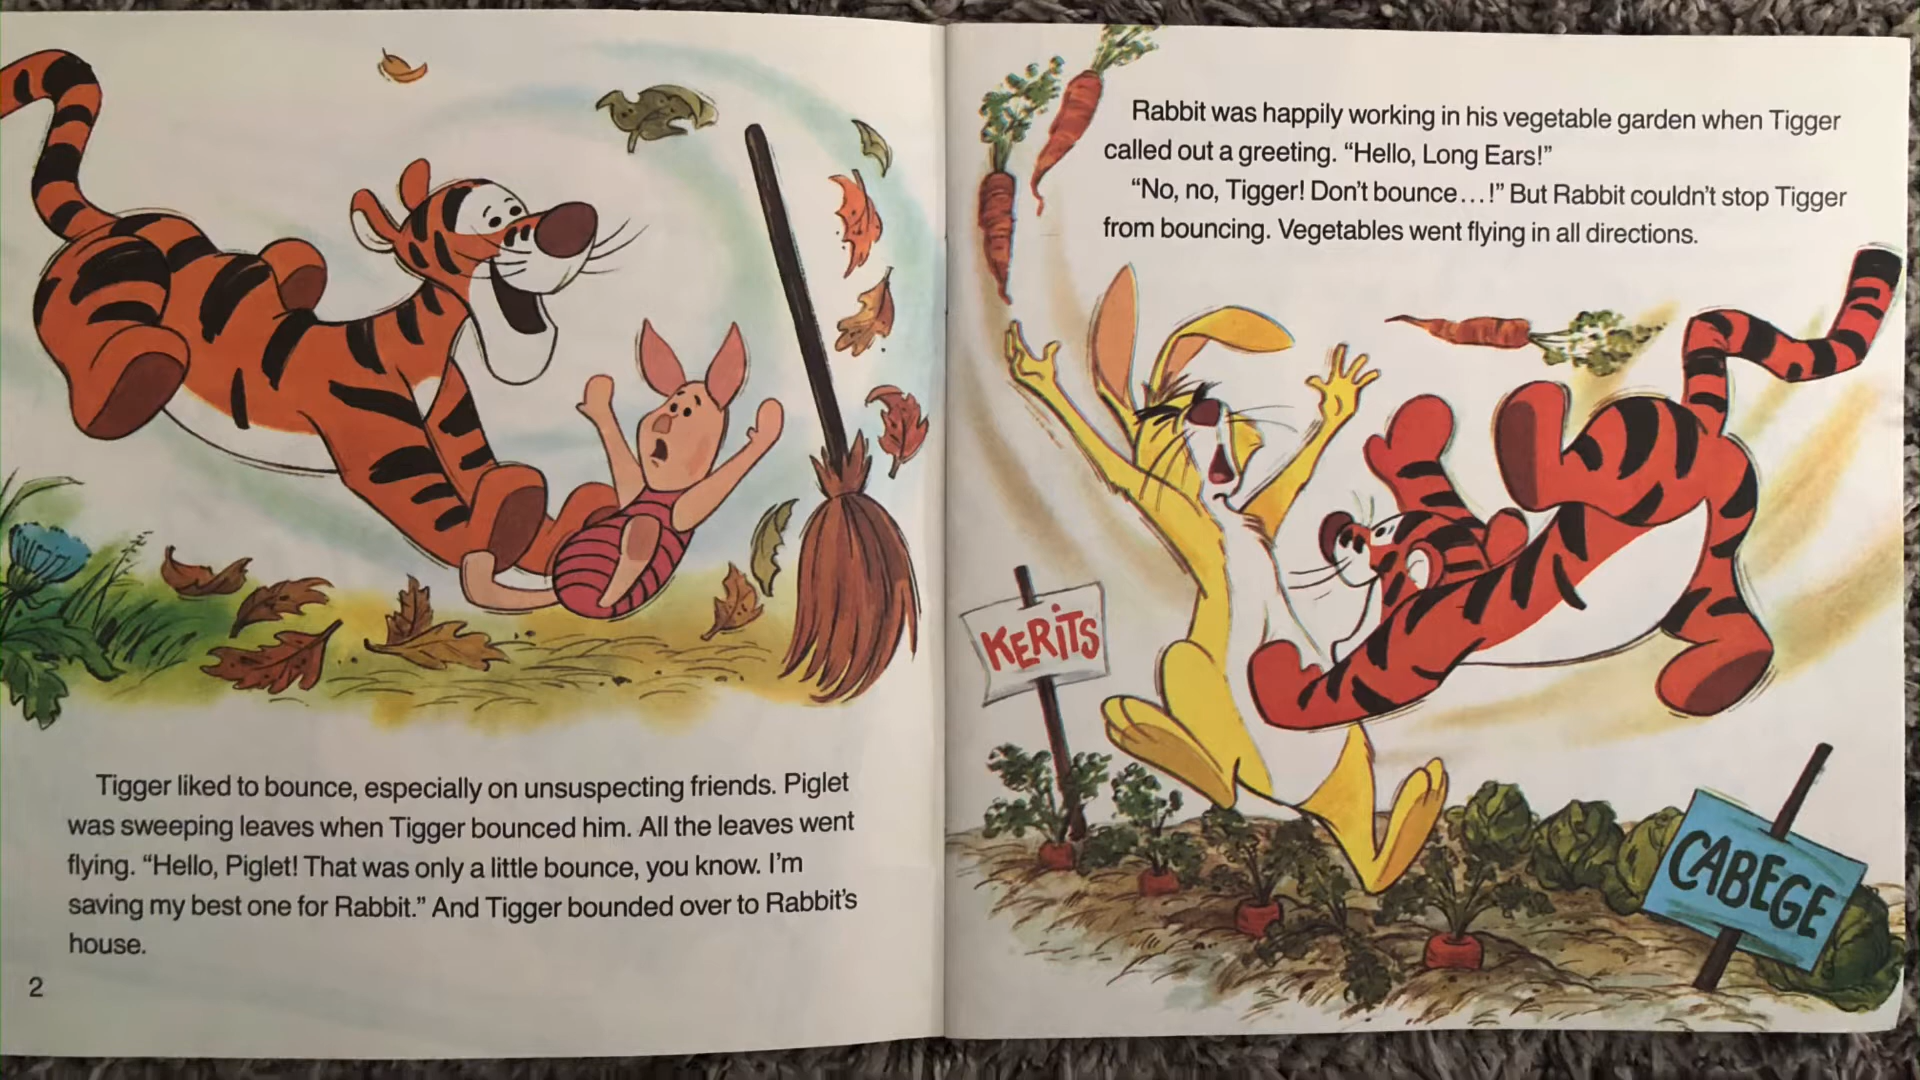 Tigger liked to bounce, especially on unsuspecting friends. Piglet
was sweeping leaves when Tigger bounced him. All the leaves went
flying. “Hello, Piglet! That was only a little bounce, you know. I’m
saving my best one for Rabbit.” And Tigger bounded over to Rabbit’s
house.
2
Rabbit was happily working in his vegetable garden when Tigger
called out a greeting. “Hello, Long Ears!”
“No, no, Tigger! Don’t bounce...!” But Rabbit couldn’t stop Tigger
from bouncing. Vegetables went flying in all directions.
KERiTS
CABEGE